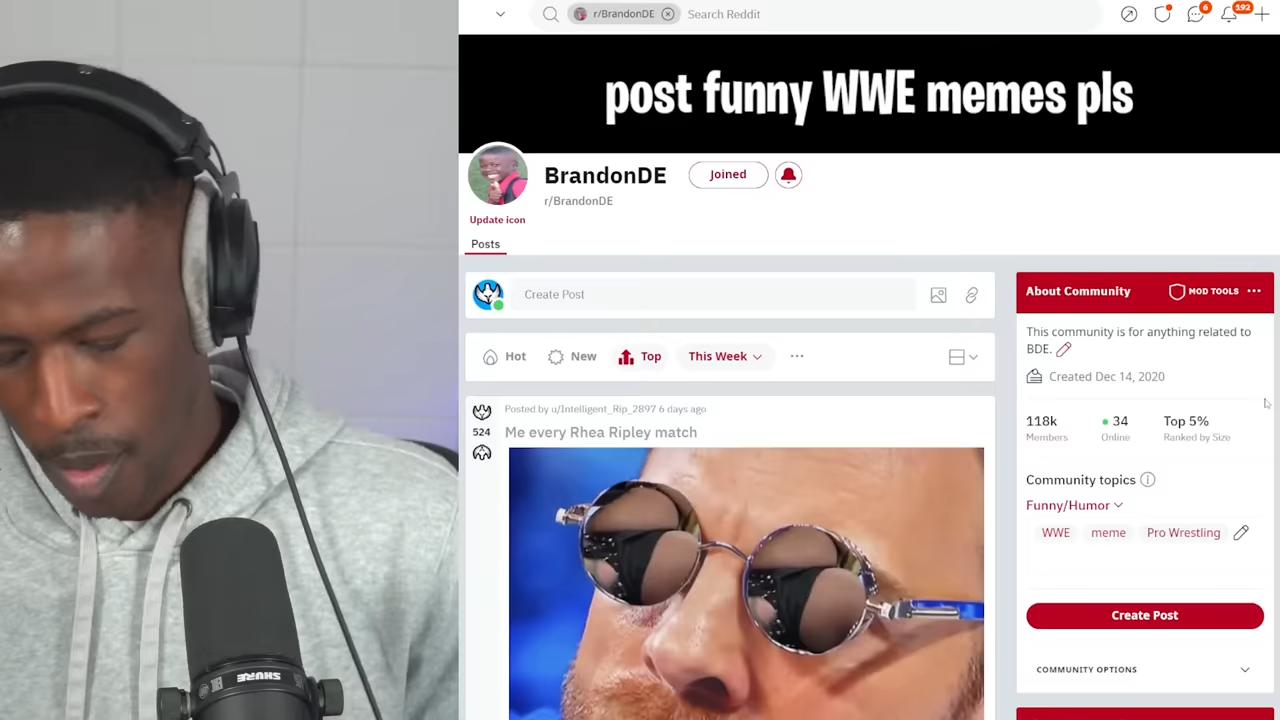 r/BrandonDE
Search Reddit
6
192
post funny WWE memes pls
BrandonDE
Joined
r/BrandonDE
Update icon
Posts
Create Post
Hot
New
Top
This Week
Posted by u/Intelligent_Rip_2897 6 days ago
524
Me every Rhea Ripley match
About Community
MOD TOOLS
This community is for anything related to
BDE.
Created Dec 14, 2020
118k
34
Top 5%
Members
Online
Ranked by Size
Community topics
Funny/Humor
WWE
meme
Pro Wrestling
Create Post
COMMUNITY OPTIONS
SHURE